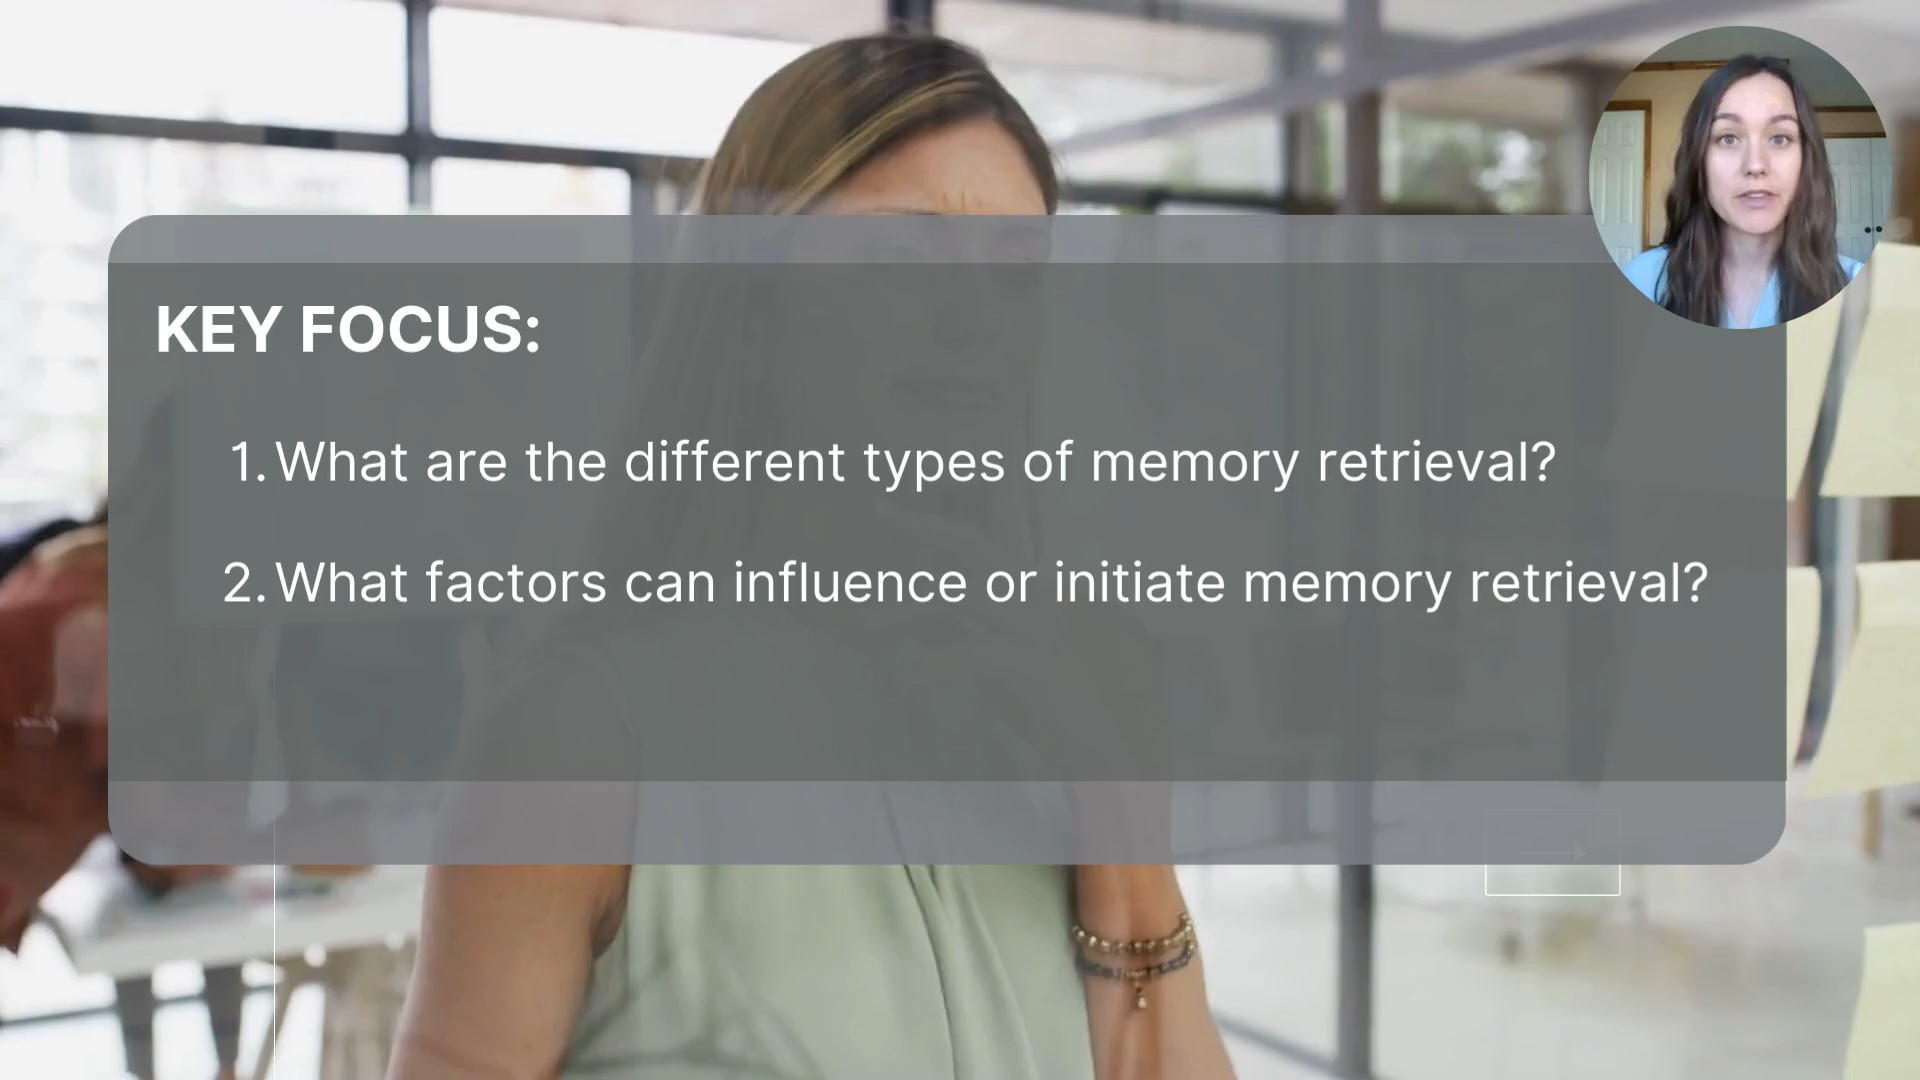 KEY FOCUS:
1. What are the different types of memory retrieval?
2. What factors can influence or initiate memory retrieval?